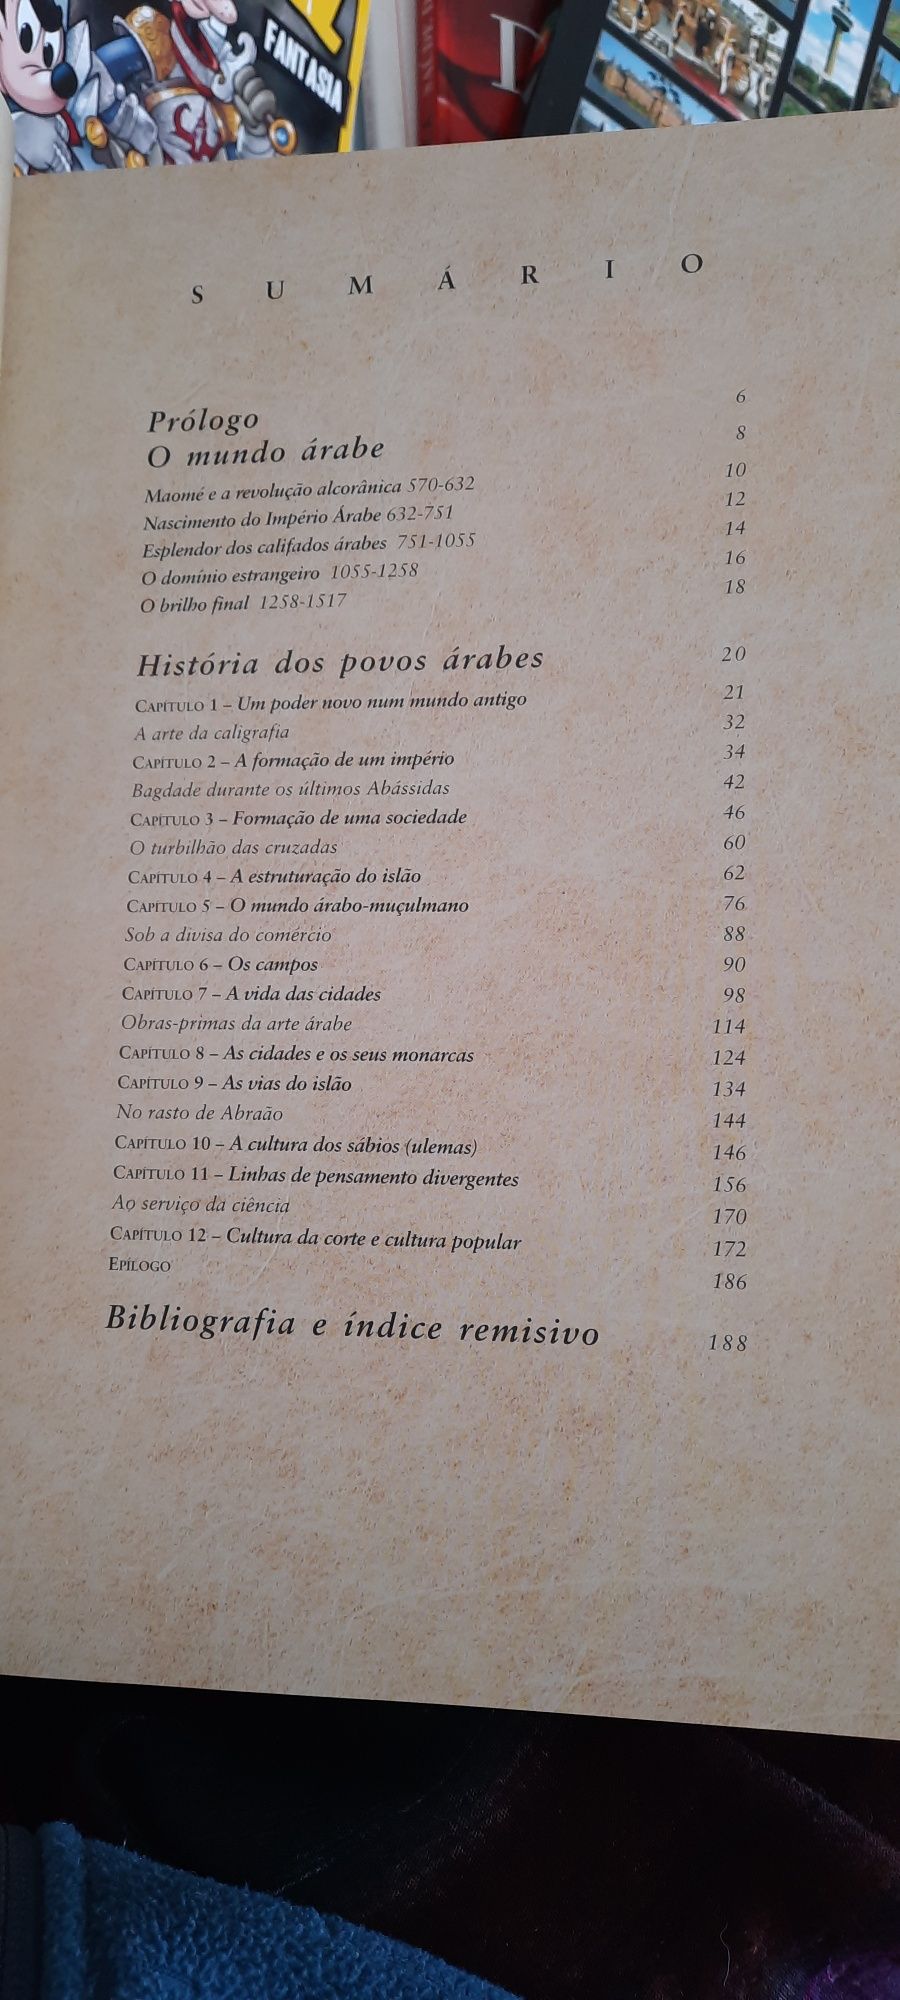 FANTASIA
SUMÁRIO
Prólogo 6
O mundo árabe 8
Maomé e a revolução alcorânica 570-632 10
Nascimento do Império Árabe 632-751 12
Esplendor dos califados árabes 751-1055 14
O domínio estrangeiro 1055-1258 16
O brilho final 1258-1517 18
História dos povos árabes 20
CAPÍTULO 1 – Um poder novo num mundo antigo 21
A arte da caligrafia 32
CAPÍTULO 2 – A formação de um império 34
Bagdade durante os últimos Abássidas 42
CAPÍTULO 3 – Formação de uma sociedade 46
O turbilhão das cruzadas 60
CAPÍTULO 4 – A estruturação do islão 62
CAPÍTULO 5 – O mundo árabo-muçulmano 76
Sob a divisa do comércio 88
CAPÍTULO 6 – Os campos 90
CAPÍTULO 7 – A vida das cidades 98
Obras-primas da arte árabe 114
CAPÍTULO 8 – As cidades e os seus monarcas 124
CAPÍTULO 9 – As vias do islão 134
No rasto de Abraão 144
CAPÍTULO 10 – A cultura dos sábios (ulemas) 146
CAPÍTULO 11 – Linhas de pensamento divergentes 156
Ao serviço da ciência 170
CAPÍTULO 12 – Cultura da corte e cultura popular 172
EPÍLOGO 186
Bibliografia e índice remisivo 188